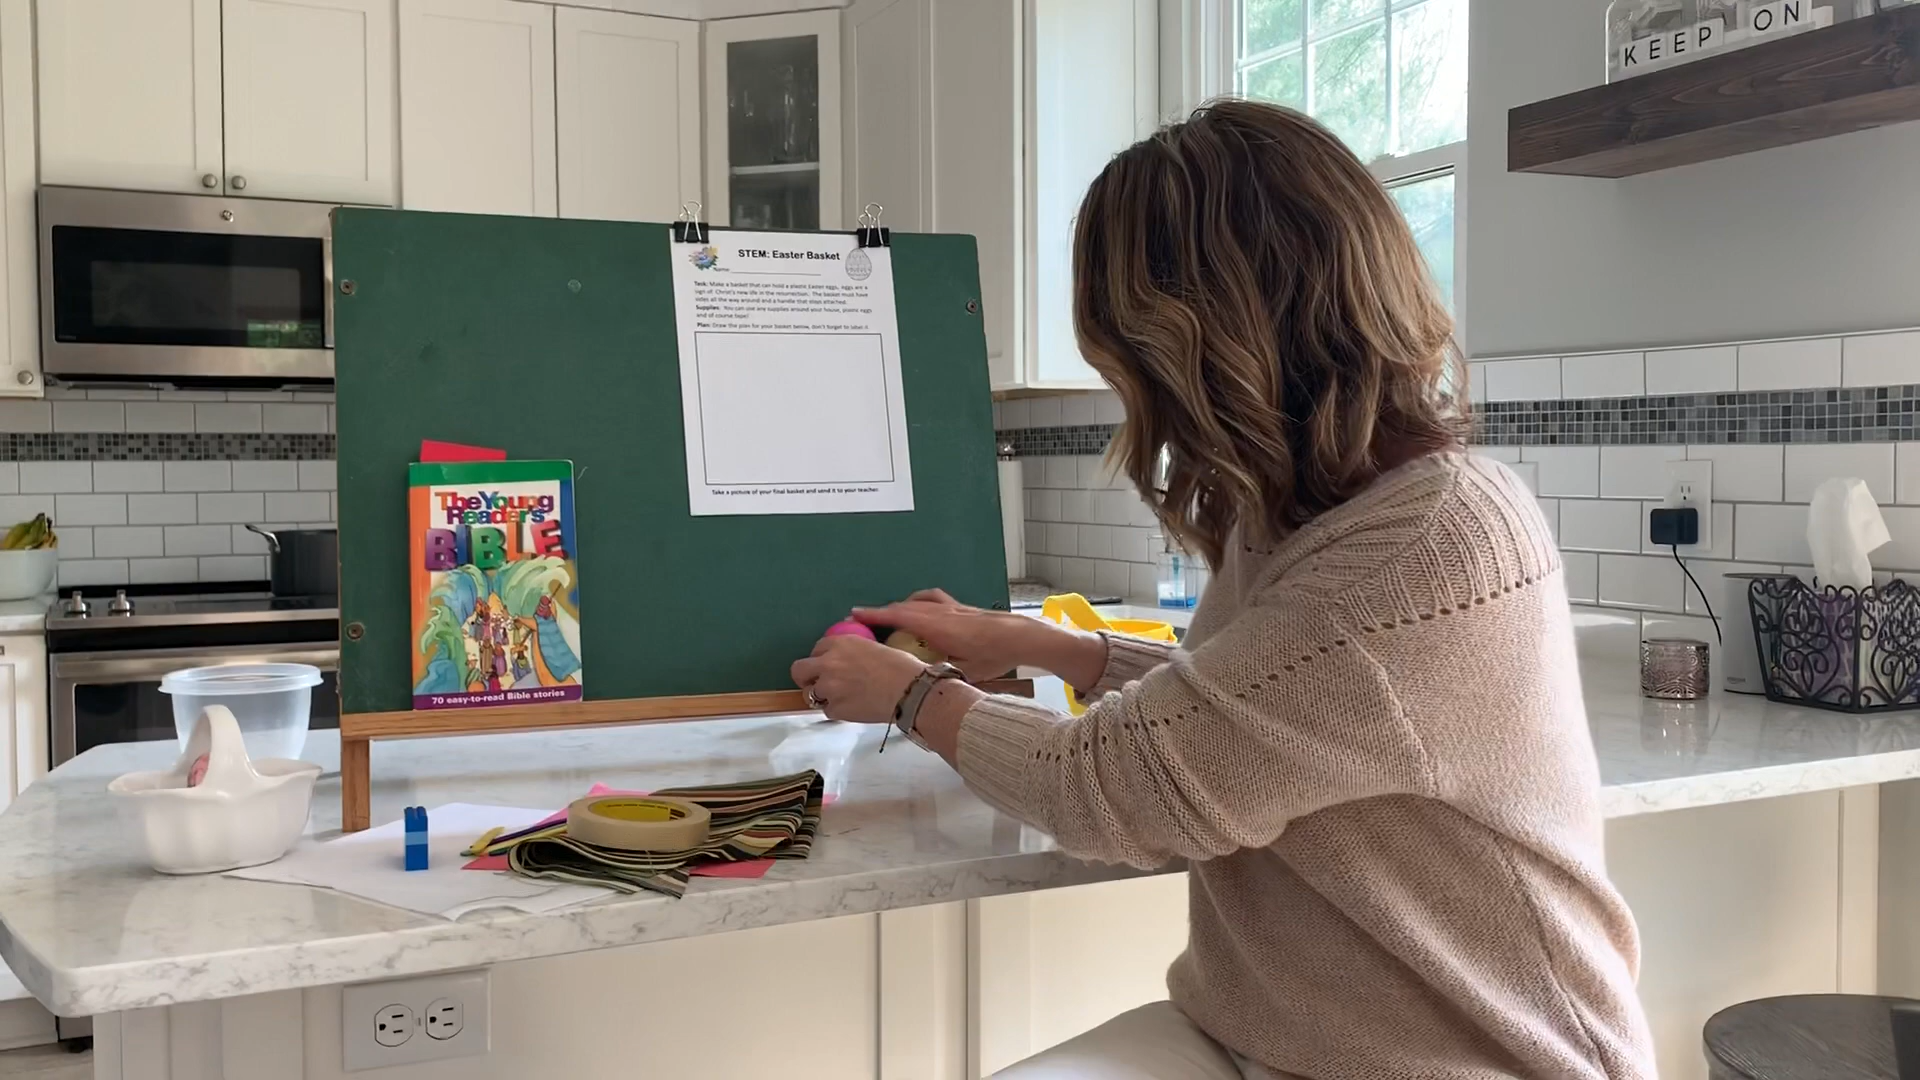 KEEP ON
STEM: Easter Basket
Name:
Task: Make a basket that can hold a plastic Easter eggs, eggs are a
sign of Christ's new life in the resurrection. The basket must have
sides all the way around and a handle that stays attached.
Supplies: You can use any supplies around your house, plastic eggs
and of course tape!
Plan: Draw the plan for your basket below, don't forget to label it.
Take a picture of your final basket and send it to your teacher.
The Young
Reader's
BIBLE
70 easy-to-read Bible stories